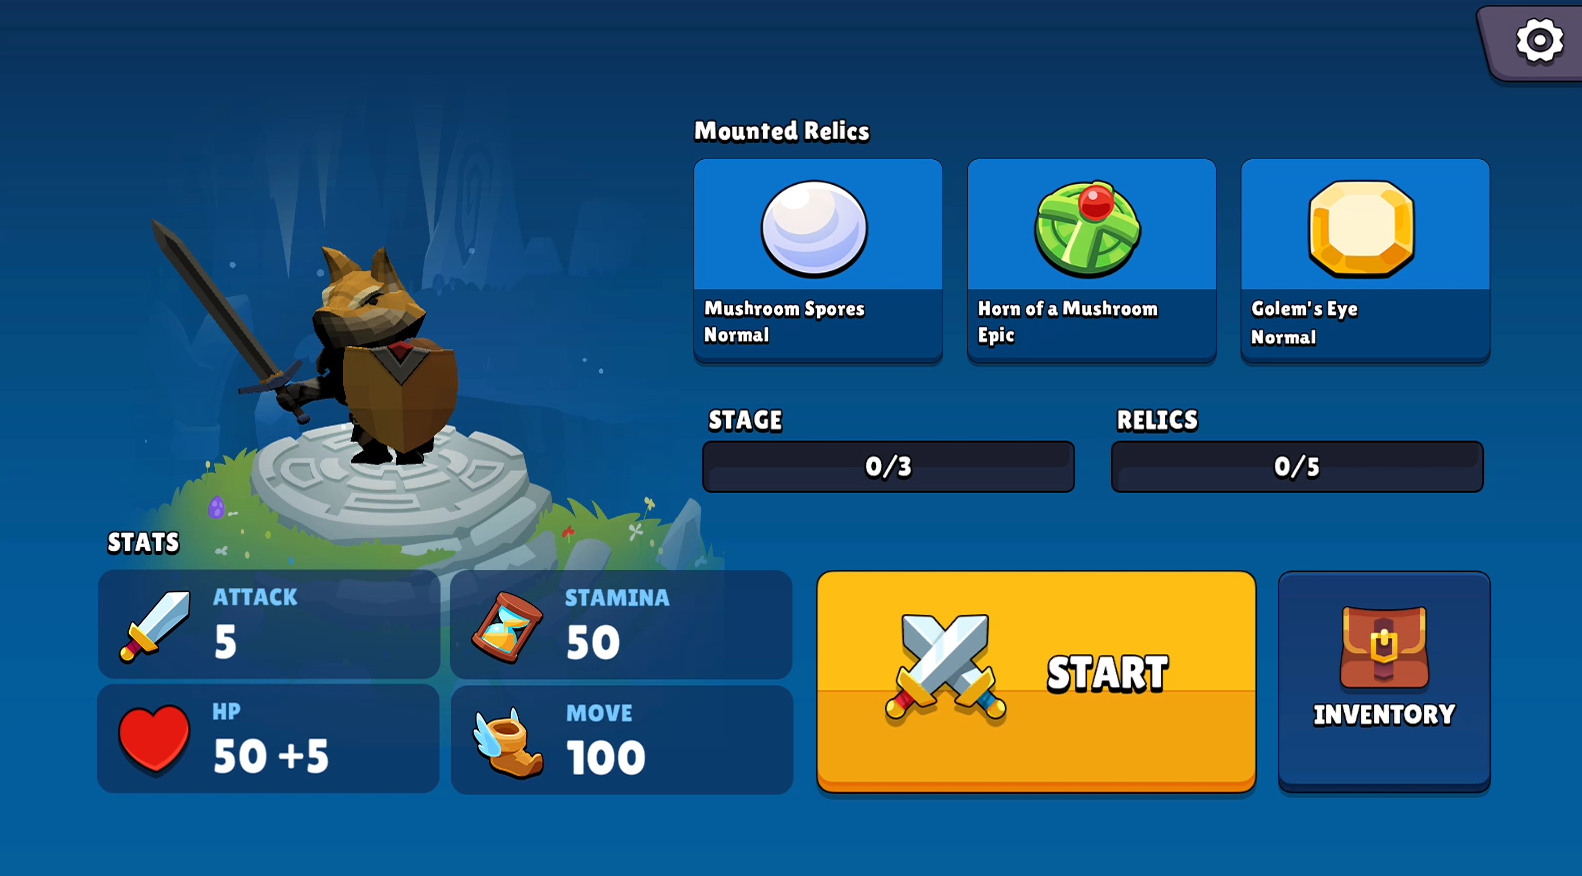 Mounted Relics
Mushroom Spores
Normal
Horn of a Mushroom
Epic
Golem's Eye
Normal
STAGE
0/3
RELICS
0/5
STATS
ATTACK
5
STAMINA
50
HP
50 +5
MOVE
100
START
INVENTORY